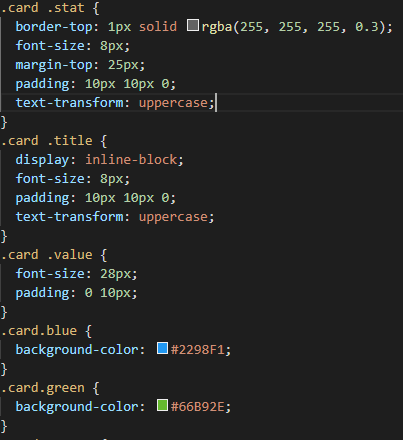 .card .stat {
border-top: 1px solid rgba(255, 255, 255, 0.3);
font-size: 8px;
margin-top: 25px;
padding: 10px 10px 0;
text-transform: uppercase;
}
.card .title {
display: inline-block;
font-size: 8px;
padding: 10px 10px 0;
text-transform: uppercase;
}
.card .value {
font-size: 28px;
padding: 0 10px;
}
.card.blue {
background-color: #2298F1;
}
.card.green {
background-color: #66B92E;
}